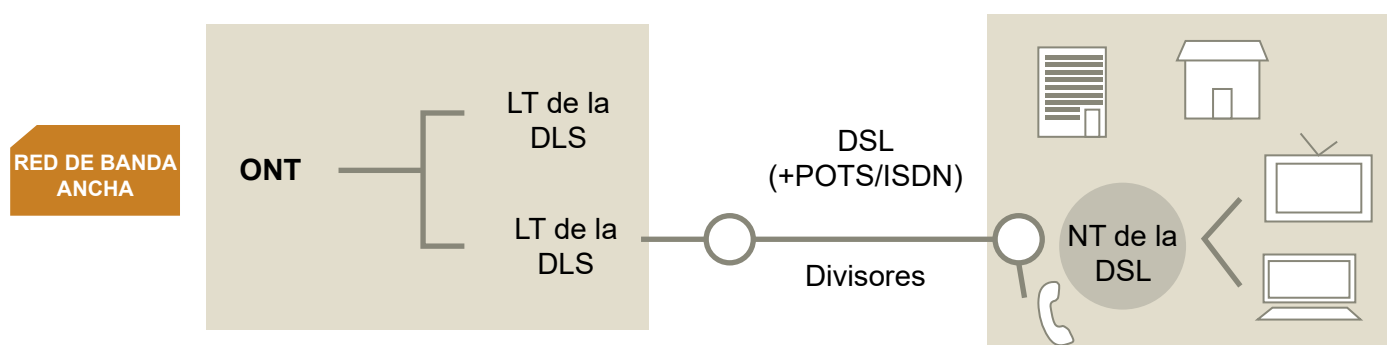 RED DE BANDA
ANCHA
ONT
LT de la
DLS
LT de la
DLS
DSL
(+POTS/ISDN)
Divisores
NT de la
DSL